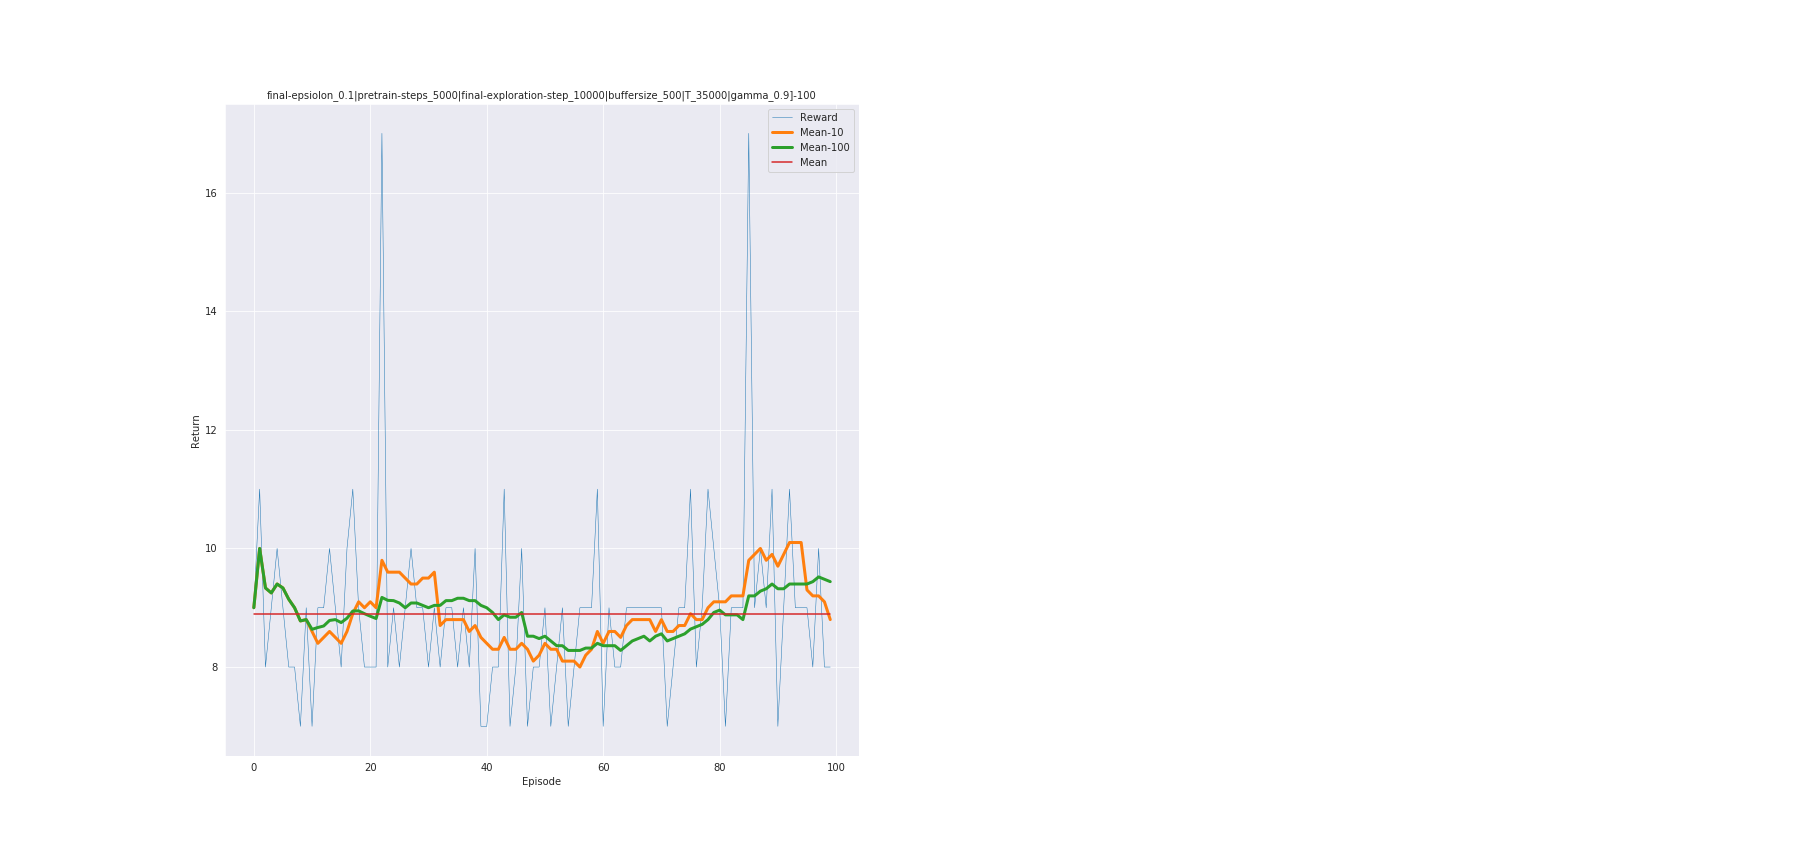 final-epsiolon_0.1|pretrain-steps_5000|final-exploration-step_10000|buffersize_500|T_35000|gamma_0.9]-100
Reward
Mean-10
Mean-100
Mean
16
14
12
10
8
Return
0 20 40 60 80 100
Episode